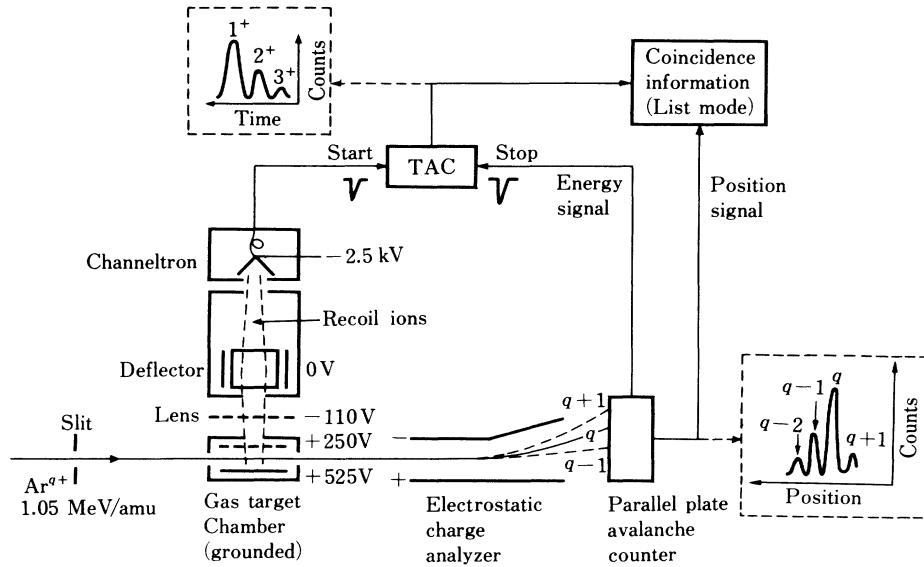 1+
2+
3+
Counts
Time
Coincidence
information
(List mode)
Start
TAC
Stop
Energy
signal
Position
signal
Channeltron
−2.5 kV
Recoil ions
Deflector
0 V
Lens
−110 V
Slit
+250V
+525V
Ar^q+
1.05 MeV/amu
Gas target
Chamber
(grounded)
−
+
Electrostatic
charge
analyzer
q+1
q
q−1
Parallel plate
avalanche
counter
q
q−1
q−2
q+1
Counts
Position